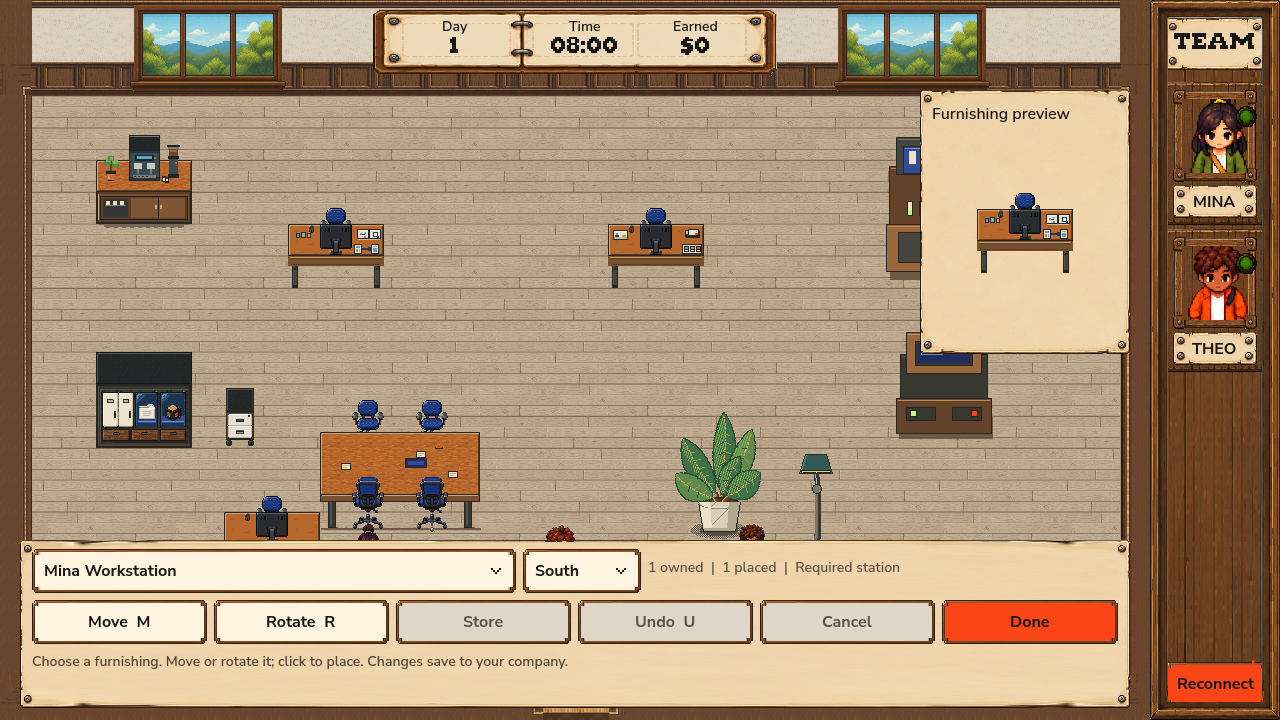 Day
1
Time
08:00
Earned
$0
TEAM
Furnishing preview
MINA
THEO
Mina Workstation
South
1 owned | 1 placed | Required station
Move M
Rotate R
Store
Undo U
Cancel
Done
Choose a furnishing. Move or rotate it; click to place. Changes save to your company.
Reconnect